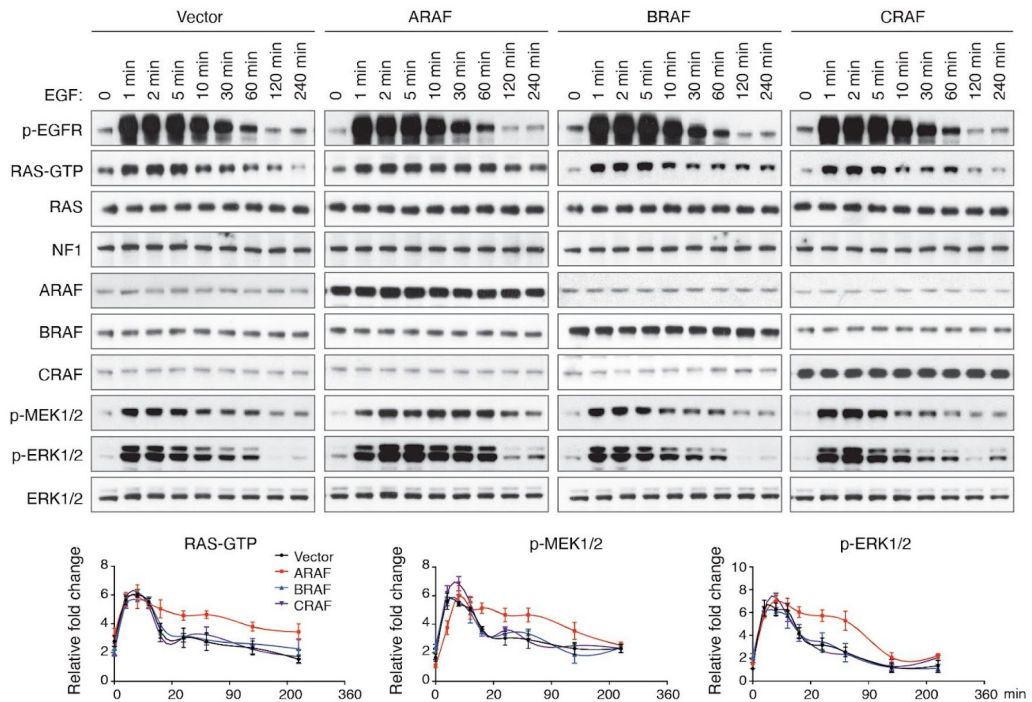 Vector ARAF BRAF CRAF
EGF: 0 1 min 2 min 5 min 10 min 30 min 60 min 120 min 240 min 0 1 min 2 min 5 min 10 min 30 min 60 min 120 min 240 min 0 1 min 2 min 5 min 10 min 30 min 60 min 120 min 240 min 0 1 min 2 min 5 min 10 min 30 min 60 min 120 min 240 min
p-EGFR
RAS-GTP
RAS
NF1
ARAF
BRAF
CRAF
p-MEK1/2
p-ERK1/2
ERK1/2
RAS-GTP
Relative fold change
8
6
4
2
0
0 20 90 200 360
Vector
ARAF
BRAF
CRAF
p-MEK1/2
Relative fold change
8
6
4
2
0
0 20 90 200 360
p-ERK1/2
Relative fold change
10
8
6
4
2
0
0 20 90 200 360 min